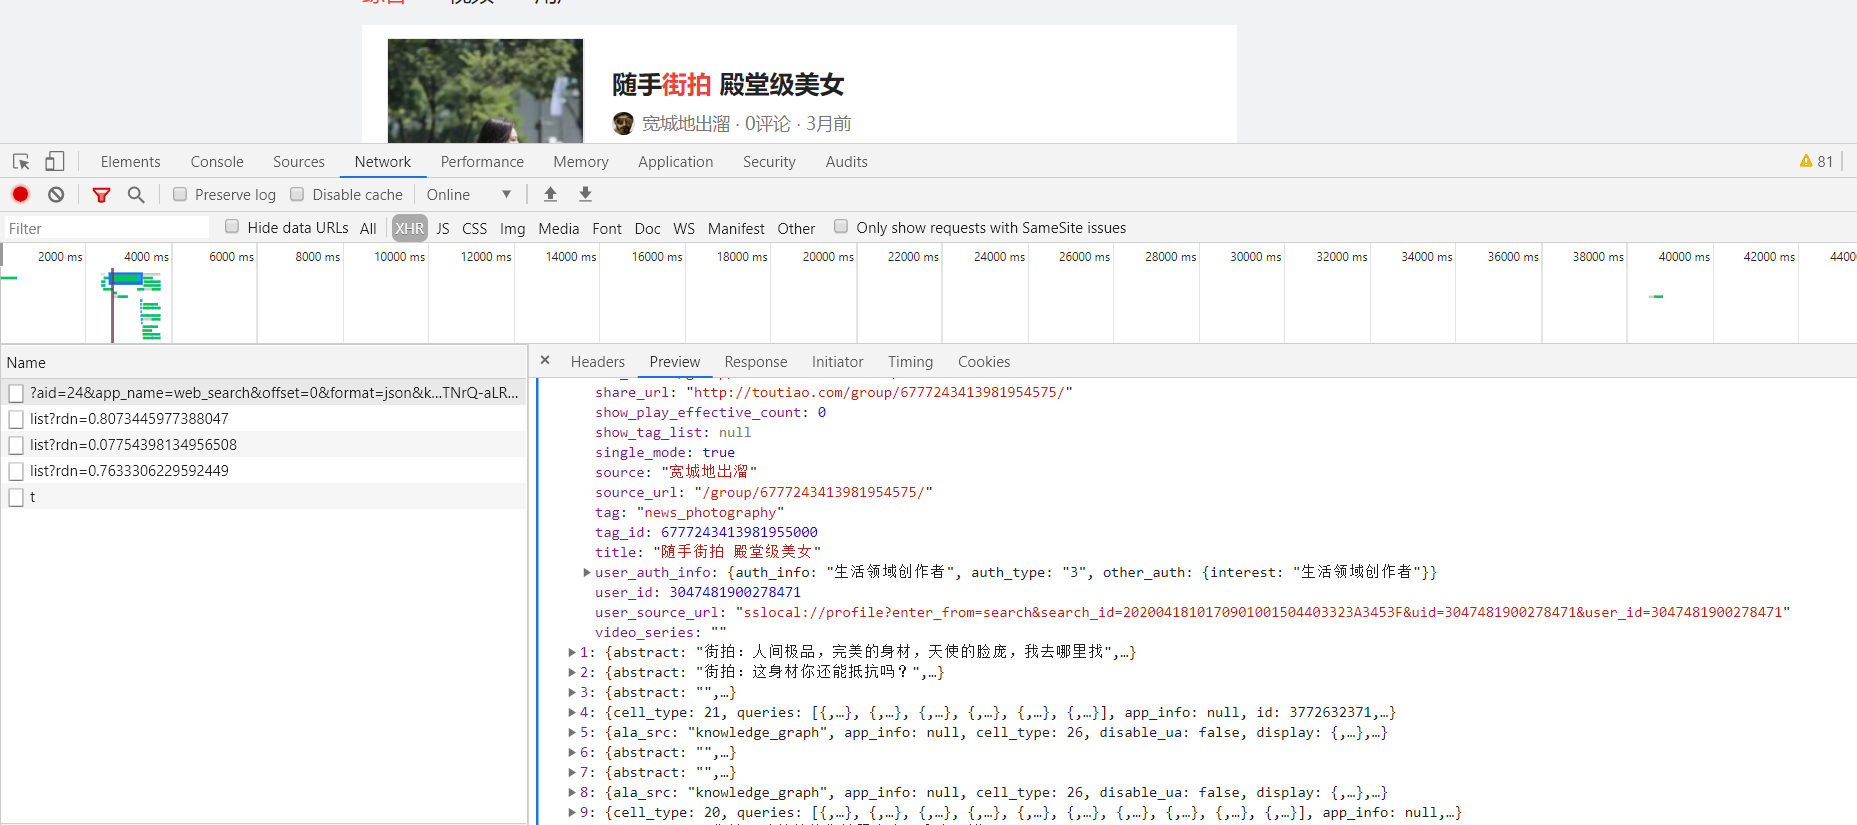 综合 视频 用户
随手街拍 殿堂级美女
宽城地出溜 · 0评论 · 3月前
Elements Console Sources Network Performance Memory Application Security Audits 81
Preserve log Disable cache Online
Filter Hide data URLs All XHR JS CSS Img Media Font Doc WS Manifest Other Only show requests with SameSite issues
2000 ms 4000 ms 6000 ms 8000 ms 10000 ms 12000 ms 14000 ms 16000 ms 18000 ms 20000 ms 22000 ms 24000 ms 26000 ms 28000 ms 30000 ms 32000 ms 34000 ms 36000 ms 38000 ms 40000 ms 42000 ms 4400
Name
?aid=24&app_name=web_search&offset=0&format=json&k...TNrQ-aLR...
list?rdn=0.8073445977388047
list?rdn=0.07754398134956508
list?rdn=0.7633306229592449
t
× Headers Preview Response Initiator Timing Cookies
share_url: "http://toutiao.com/group/6777243413981954575/"
show_play_effective_count: 0
show_tag_list: null
single_mode: true
source: "宽城地出溜"
source_url: "/group/6777243413981954575/"
tag: "news_photography"
tag_id: 6777243413981955000
title: "随手街拍 殿堂级美女"
user_auth_info: {auth_info: "生活领域创作者", auth_type: "3", other_auth: {interest: "生活领域创作者"}}
user_id: 3047481900278471
user_source_url: "sslocal://profile?enter_from=search&search_id=2020041810170901001504403323A3453F&uid=3047481900278471&user_id=3047481900278471"
video_series: ""
1: {abstract: "街拍：人间极品，完美的身材，天使的脸庞，我去哪里找",…}
2: {abstract: "街拍：这身材你还能抵抗吗？",…}
3: {abstract: "",…}
4: {cell_type: 21, queries: [{,…}, {,…}, {,…}, {,…}, {,…}, {,…}], app_info: null, id: 3772632371,…}
5: {ala_src: "knowledge_graph", app_info: null, cell_type: 26, disable_ua: false, display: {,…},…}
6: {abstract: "",…}
7: {abstract: "",…}
8: {ala_src: "knowledge_graph", app_info: null, cell_type: 26, disable_ua: false, display: {,…},…}
9: {cell_type: 20, queries: [{,…}, {,…}, {,…}, {,…}, {,…}, {,…}, {,…}, {,…}, {,…}, {,…}], app_info: null,…}